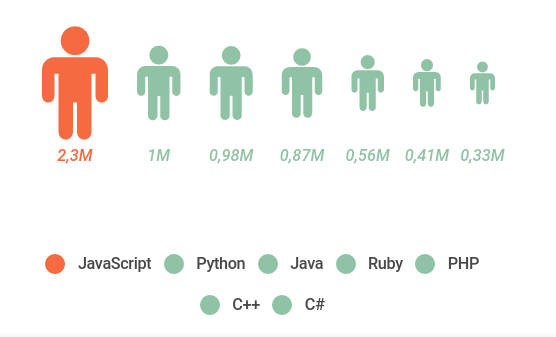 2,3M 1M 0,98M 0,87M 0,56M 0,41M 0,33M
JavaScript Python Java Ruby PHP
C++ C#